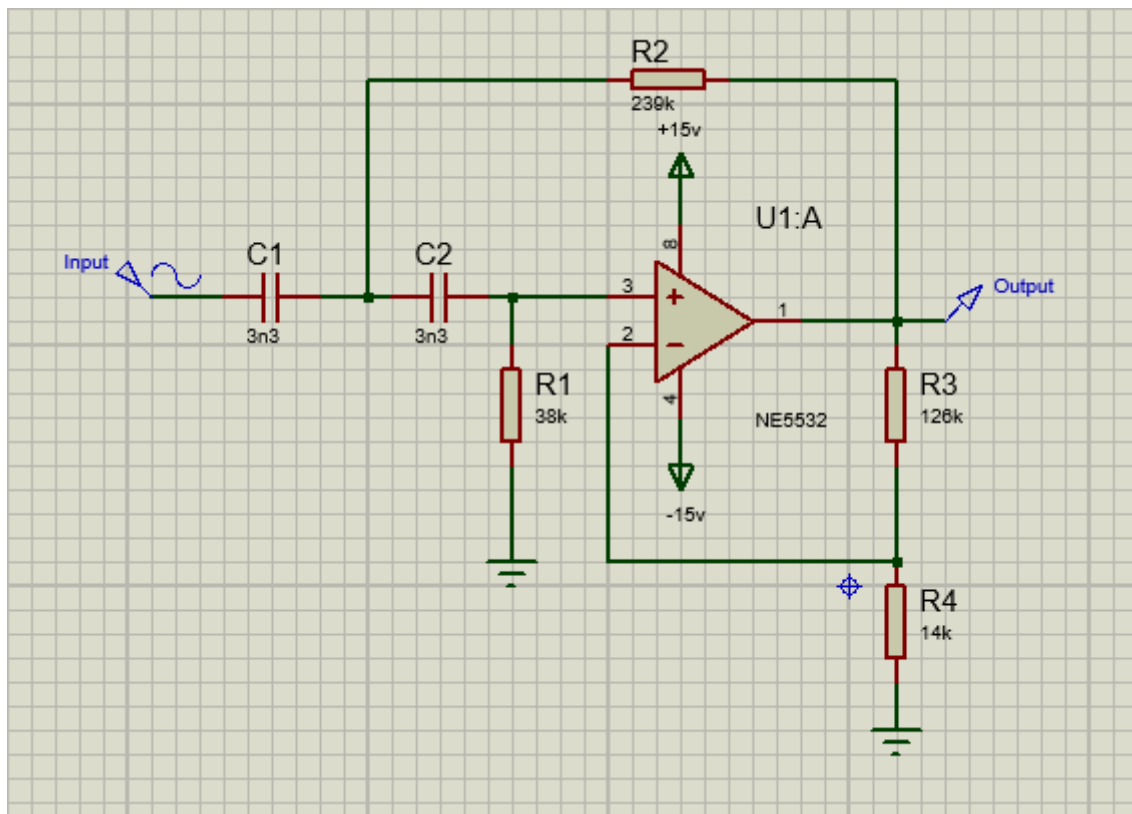 R2
239k
+15v
U1:A
8
Input
C1
3n3
C2
3n3
3
2
1
Output
4
R1
38k
NE5532
R3
126k
-15v
R4
14k